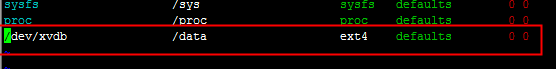 sysfs /sys sysfs defaults 0 0
proc /proc proc defaults 0 0
/dev/xvdb /data ext4 defaults 0 0